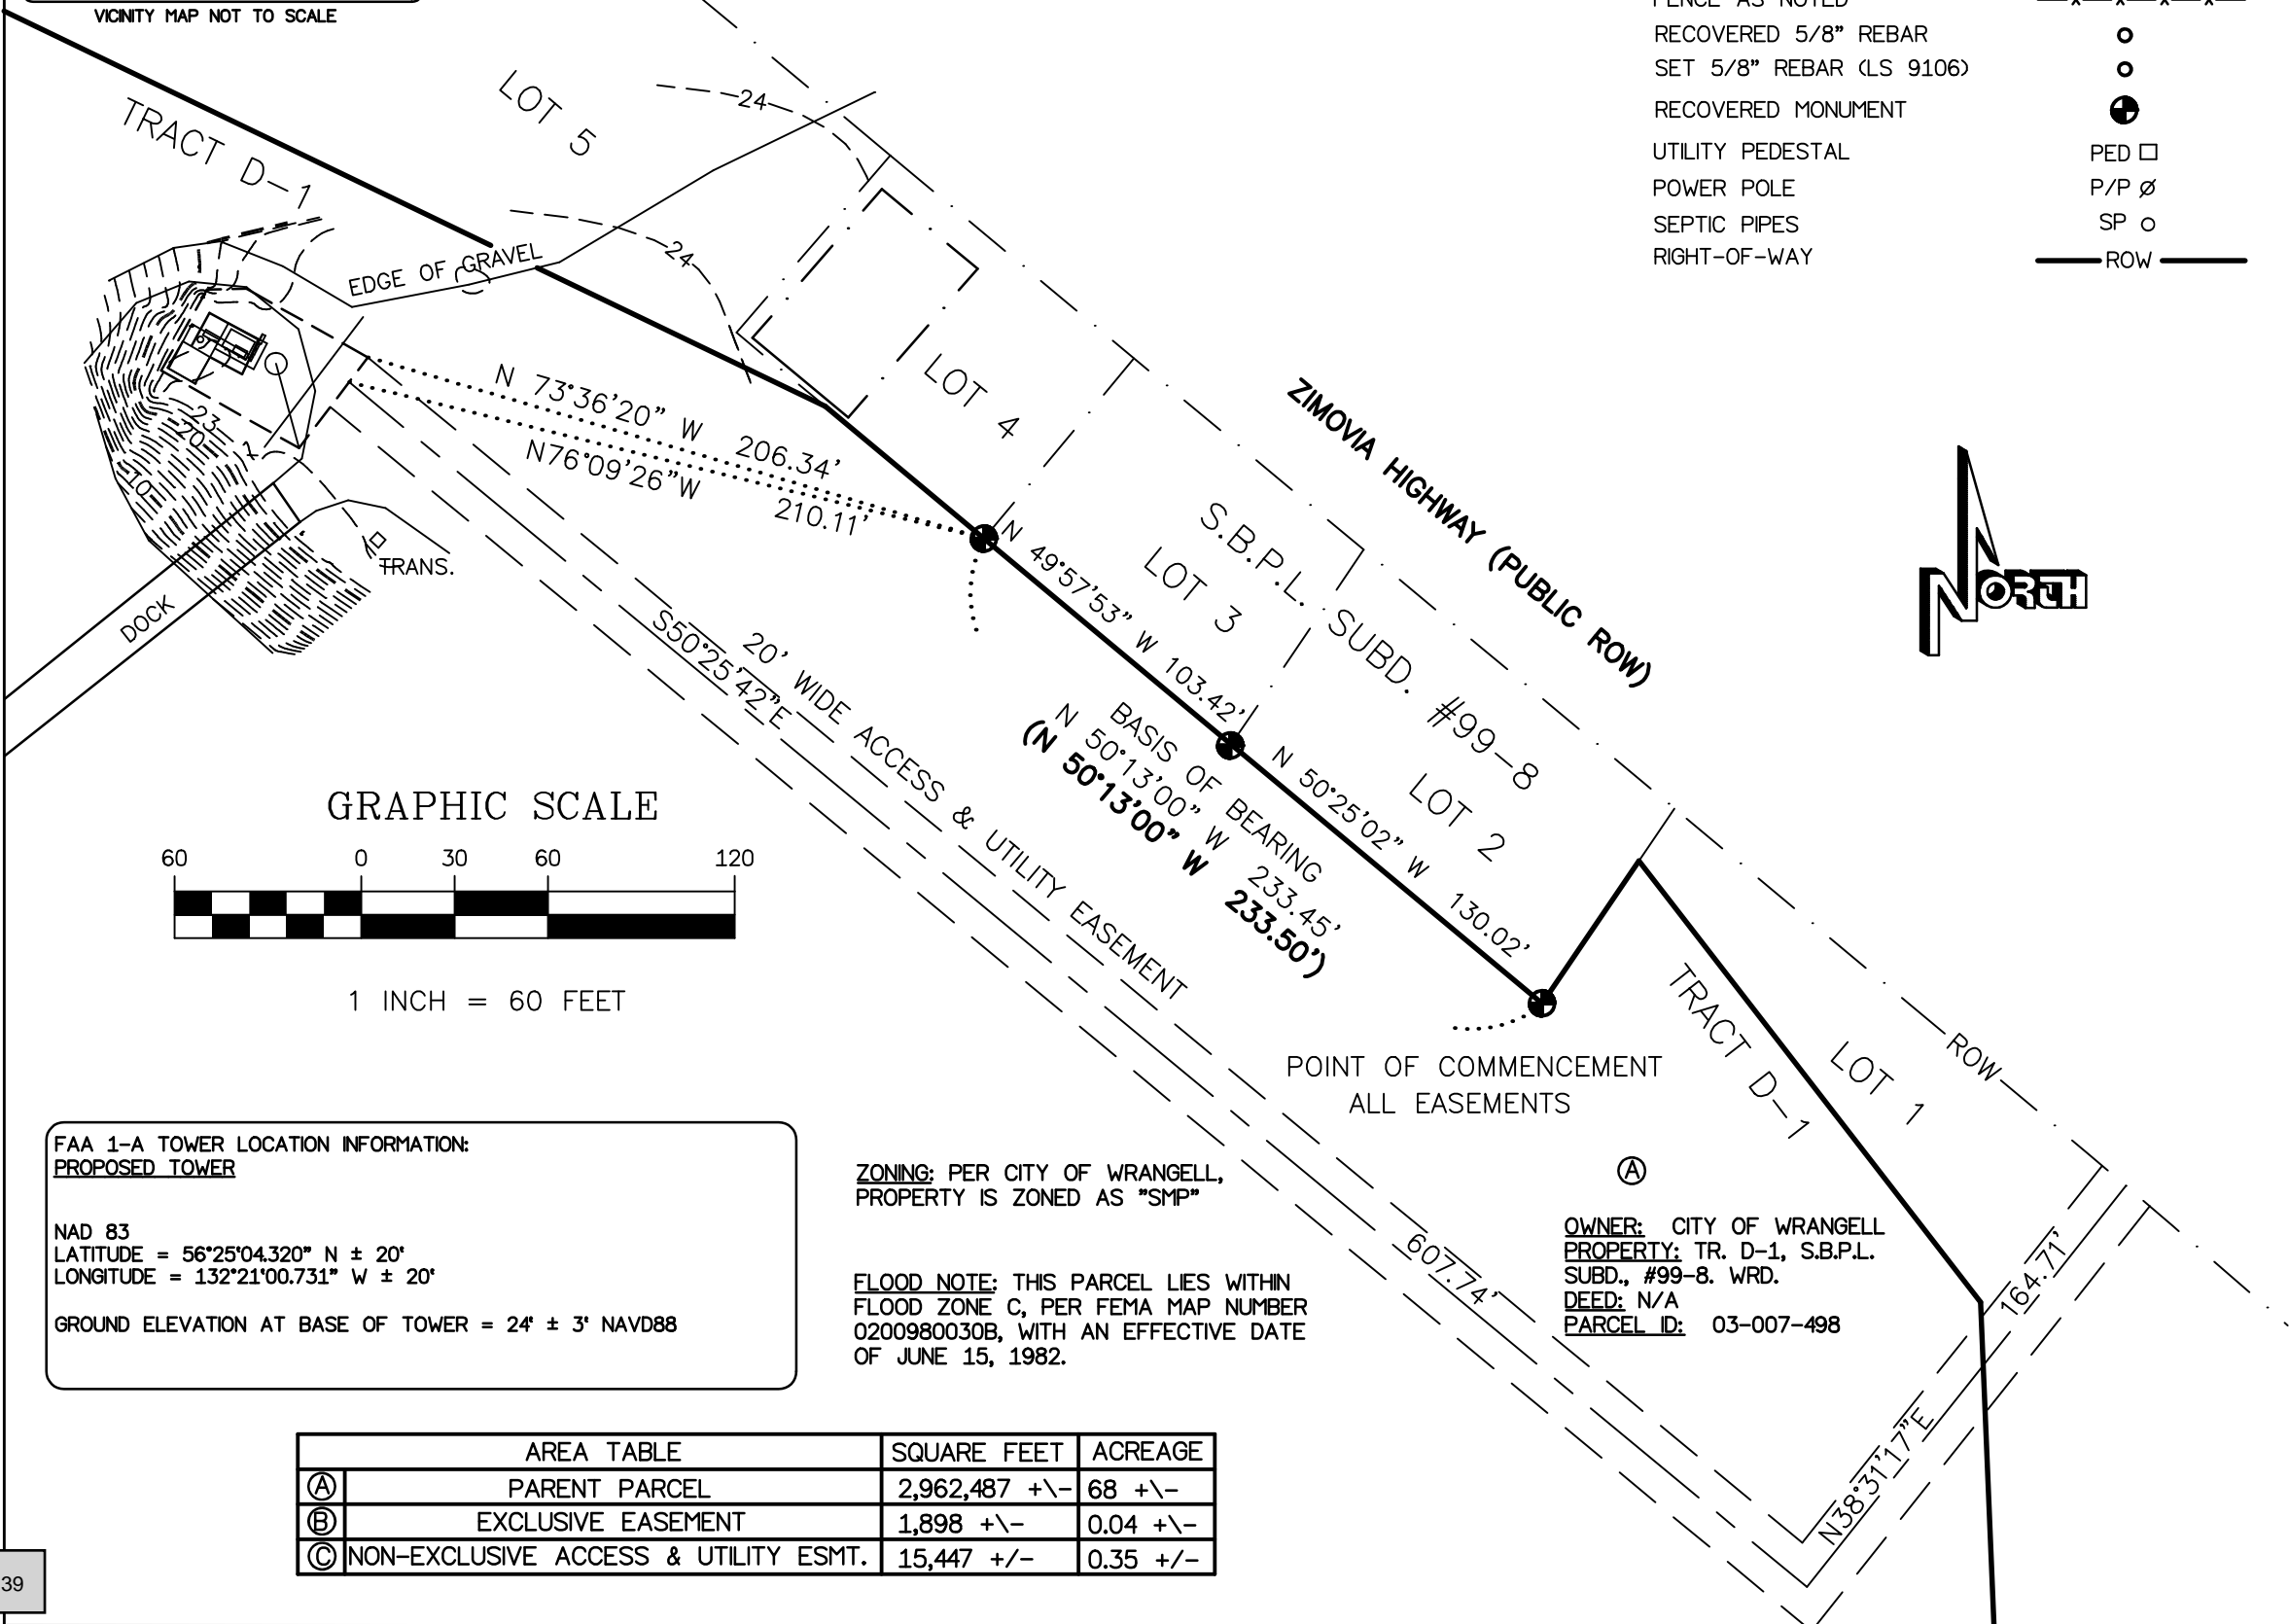 VICINITY MAP NOT TO SCALE
FENCE AS NOTED
RECOVERED 5/8" REBAR
SET 5/8" REBAR (LS 9106)
RECOVERED MONUMENT
UTILITY PEDESTAL PED
POWER POLE P/P
SEPTIC PIPES SP
RIGHT-OF-WAY ROW
TRACT D-1
LOT 5
24
24
EDGE OF GRAVEL
LOT 4
N 73°36'20" W 206.34'
N76°09'26"W 210.11'
23
20
10
DOCK
TRANS.
ZIMOVIA HIGHWAY (PUBLIC ROW)
S.B.P.L. SUBD. #99-8
LOT 3
N 49°57'53" W 103.42'
NORTH
20' WIDE ACCESS & UTILITY EASEMENT
S50°25'42"E
607.74'
BASIS OF BEARING
N 50°13'00" W 233.45'
(N 50°13'00" W 233.50')
N 50°25'02" W 130.02'
LOT 2
GRAPHIC SCALE
60 0 30 60 120
1 INCH = 60 FEET
POINT OF COMMENCEMENT
ALL EASEMENTS
TRACT D-1
LOT 1
ROW
164.71'
N38°31'17"E
FAA 1-A TOWER LOCATION INFORMATION:
PROPOSED TOWER
NAD 83
LATITUDE = 56°25'04.320" N ± 20'
LONGITUDE = 132°21'00.731" W ± 20'
GROUND ELEVATION AT BASE OF TOWER = 24' ± 3' NAVD88
ZONING: PER CITY OF WRANGELL,
PROPERTY IS ZONED AS "SMP"
FLOOD NOTE: THIS PARCEL LIES WITHIN
FLOOD ZONE C, PER FEMA MAP NUMBER
0200980030B, WITH AN EFFECTIVE DATE
OF JUNE 15, 1982.
A
OWNER: CITY OF WRANGELL
PROPERTY: TR. D-1, S.B.P.L.
SUBD., #99-8. WRD.
DEED: N/A
PARCEL ID: 03-007-498
AREA TABLE SQUARE FEET ACREAGE
A PARENT PARCEL 2,962,487 +\- 68 +\-
B EXCLUSIVE EASEMENT 1,898 +\- 0.04 +\-
C NON-EXCLUSIVE ACCESS & UTILITY ESMT. 15,447 +/- 0.35 +/-
39